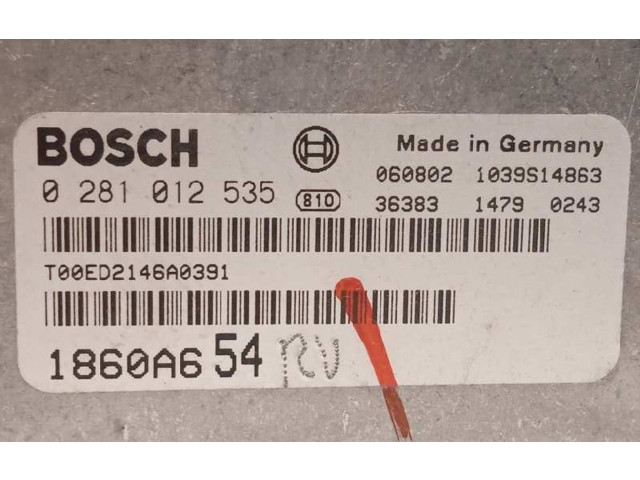 BOSCH
Made in Germany
0 281 012 535
810
060802 1039S14863
36383 1479 0243
T00ED2146A0391
1860A6 54